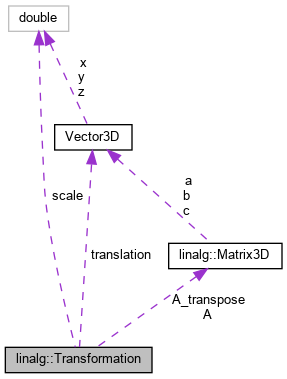 double
x
y
z
Vector3D
scale
a
b
c
translation
linalg::Matrix3D
A_transpose
A
linalg::Transformation